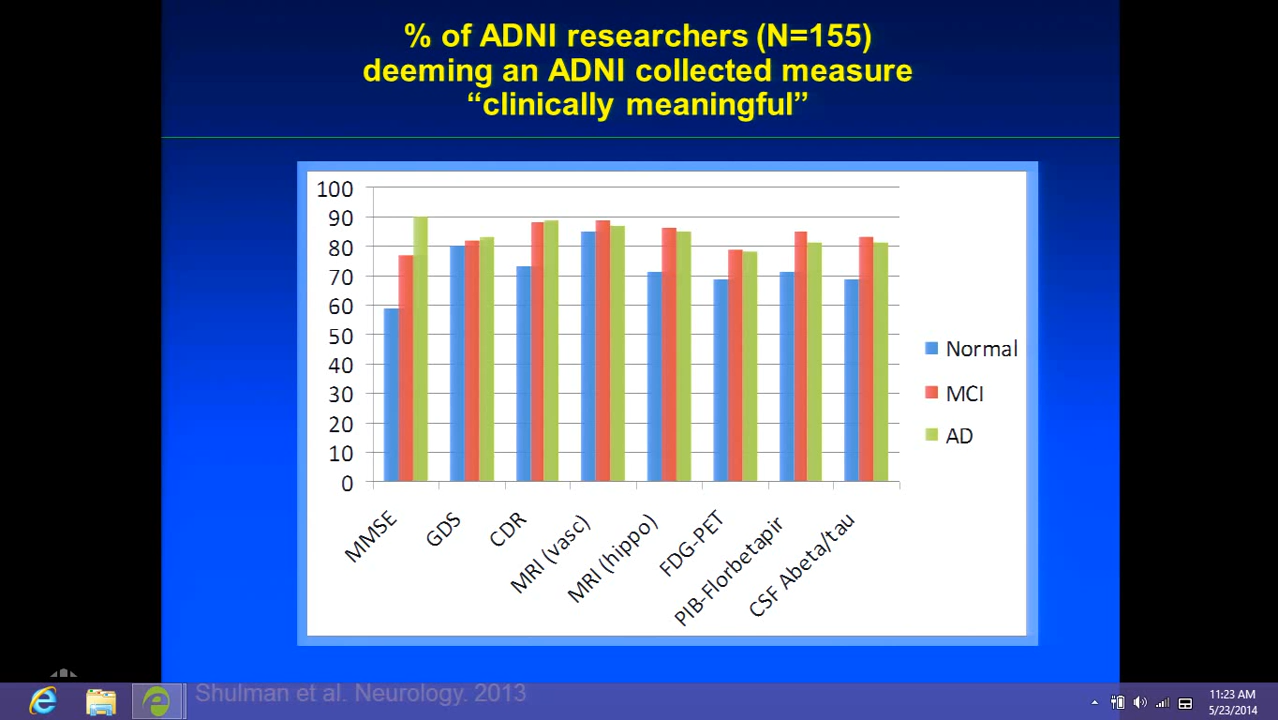 % of ADNI researchers (N=155)
deeming an ADNI collected measure
“clinically meaningful”
100
90
80
70
60
50
40
30
20
10
0
MMSE
GDS
CDR
MRI (vasc)
MRI (hippo)
FDG-PET
PIB-Florbetapir
CSF Abeta/tau
Normal
MCI
AD
Shulman et al. Neurology. 2013
11:23 AM
5/23/2014